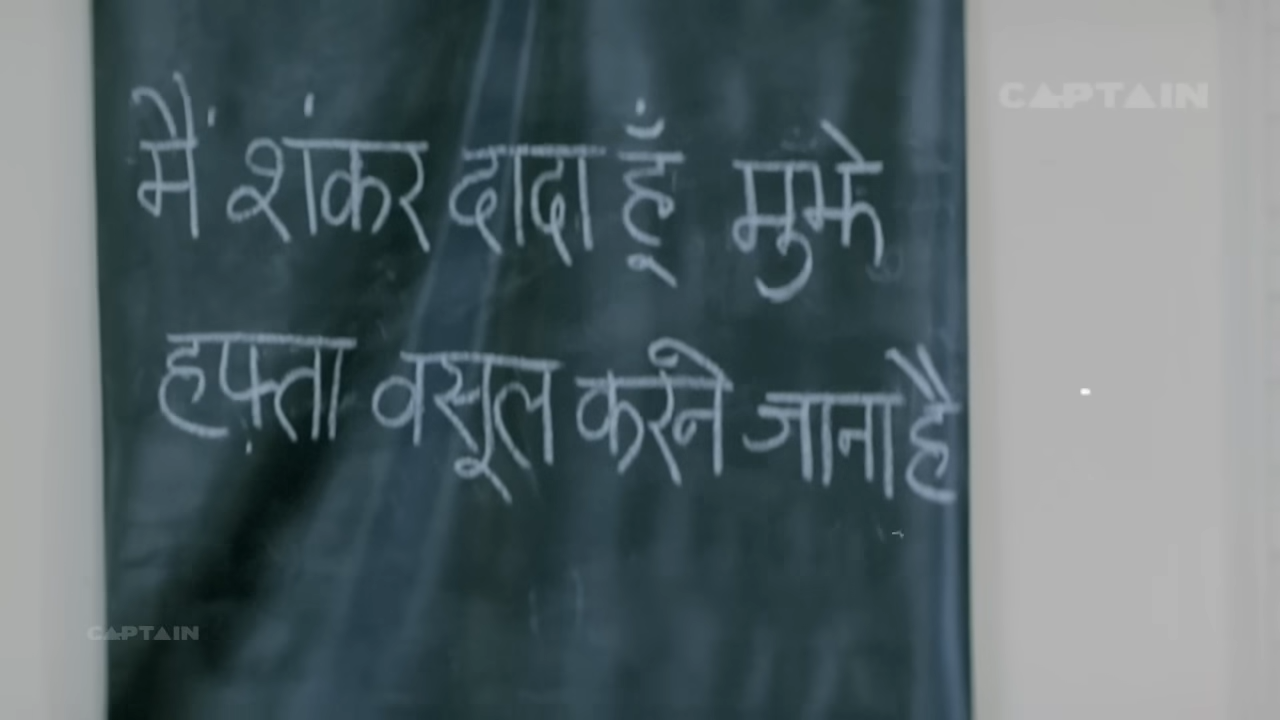 CAPTAIN
मैं शंकर दादा हूँ मुझे
हफ़्ता वसूल करने जाना है
CAPTAIN